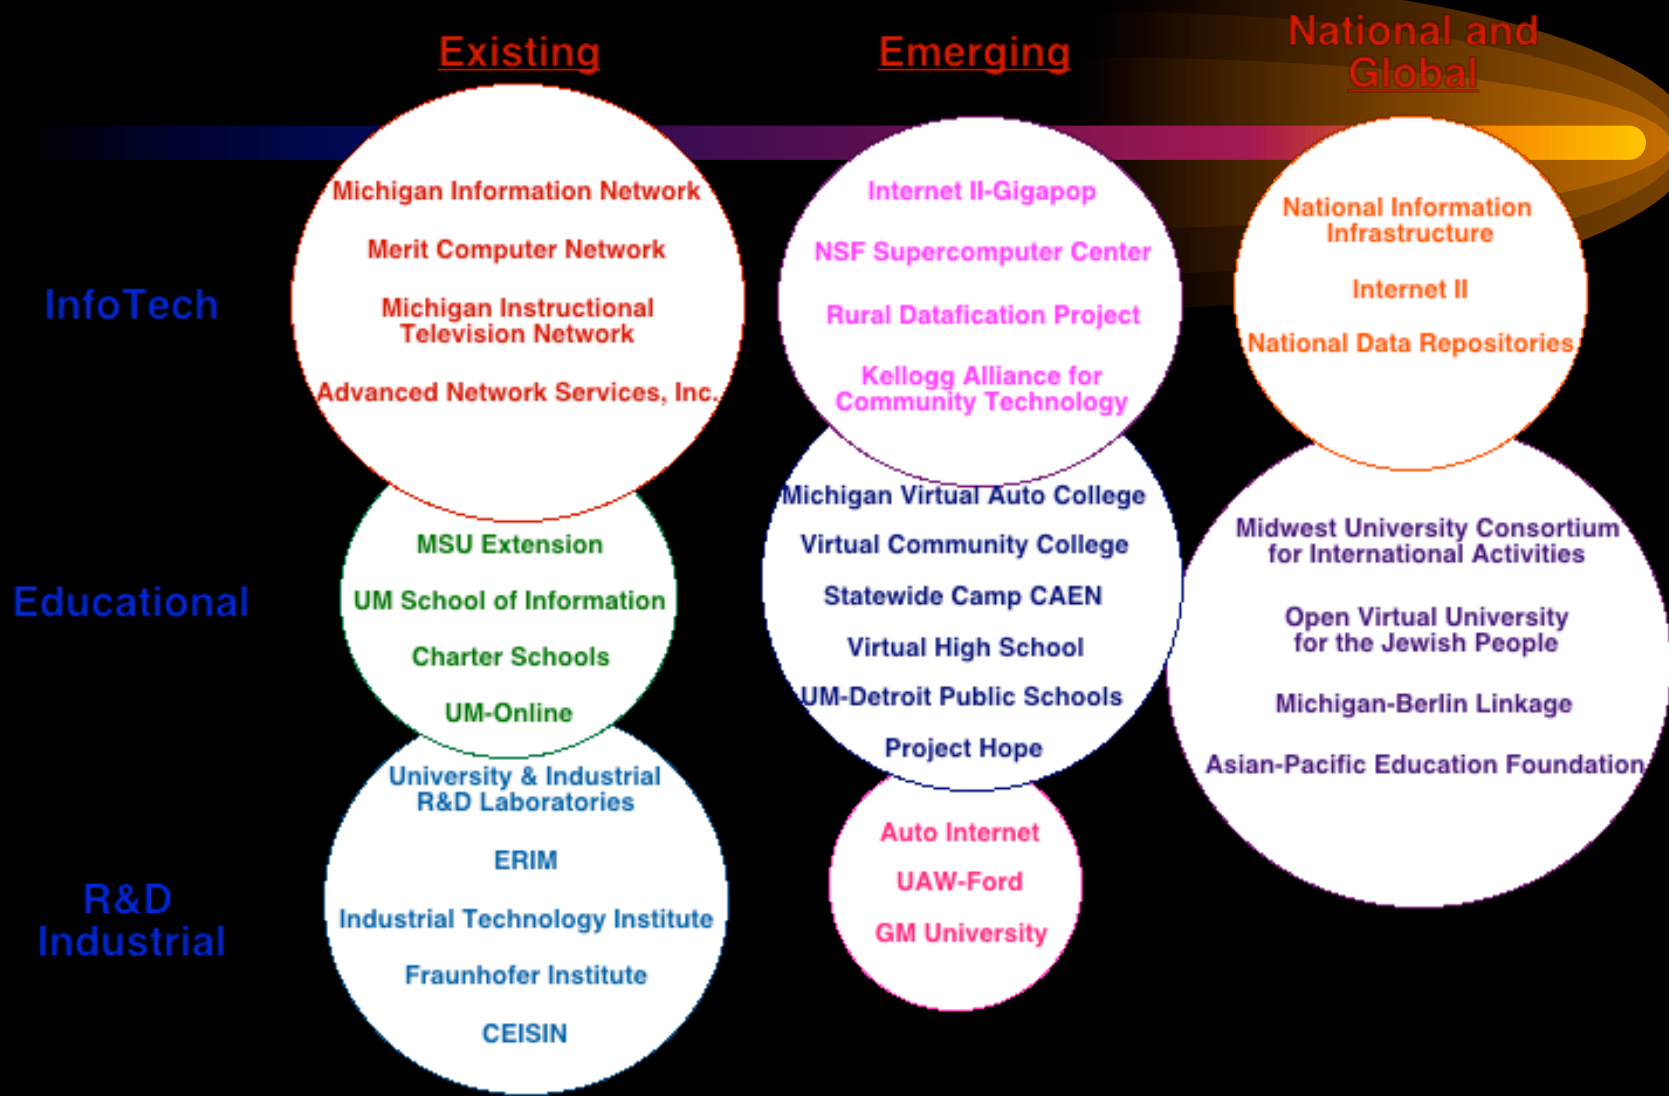 Existing
Emerging
National and
Global
InfoTech
Michigan Information Network
Merit Computer Network
Michigan Instructional
Television Network
Advanced Network Services, Inc.
Internet II-Gigapop
NSF Supercomputer Center
Rural Datafication Project
Kellogg Alliance for
Community Technology
National Information
Infrastructure
Internet II
National Data Repositories
Educational
MSU Extension
UM School of Information
Charter Schools
UM-Online
Michigan Virtual Auto College
Virtual Community College
Statewide Camp CAEN
Virtual High School
UM-Detroit Public Schools
Project Hope
Midwest University Consortium
for International Activities
Open Virtual University
for the Jewish People
Michigan-Berlin Linkage
Asian-Pacific Education Foundation
R&D
Industrial
University & Industrial
R&D Laboratories
ERIM
Industrial Technology Institute
Fraunhofer Institute
CEISIN
Auto Internet
UAW-Ford
GM University